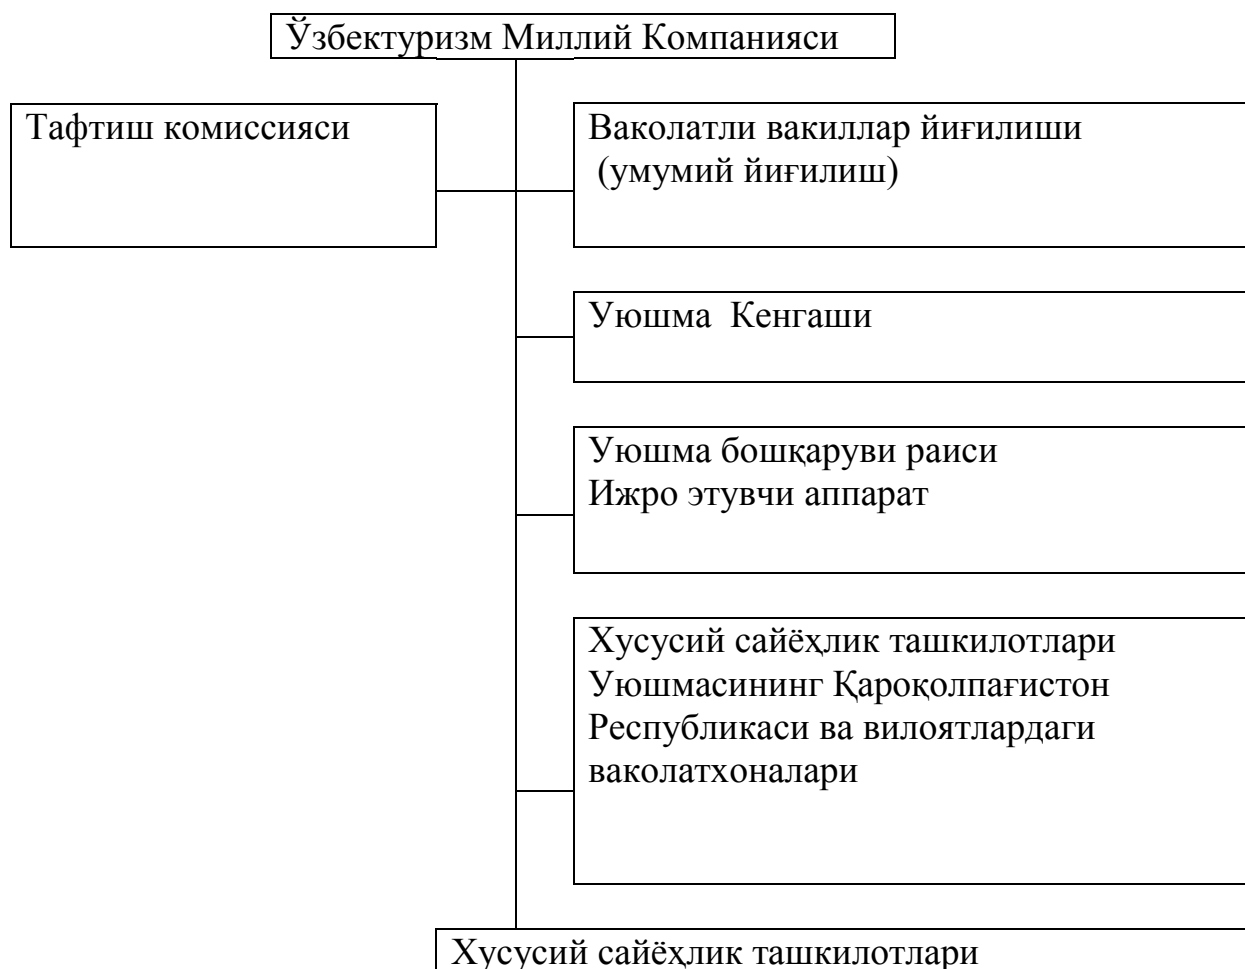 Ўзбектуризм Миллий Компанияси
Тафтиш комиссияси
Ваколатли вакиллар йиғилиши
(умумий йиғилиш)
Уюшма Кенгаши
Уюшма бошқаруви раиси
Ижро этувчи аппарат
Хусусий сайёҳлик ташкилотлари
Уюшмасининг Қароқолпағистон
Республикаси ва вилоятлардаги
ваколатхоналари
Хусусий сайёҳлик ташкилотлари